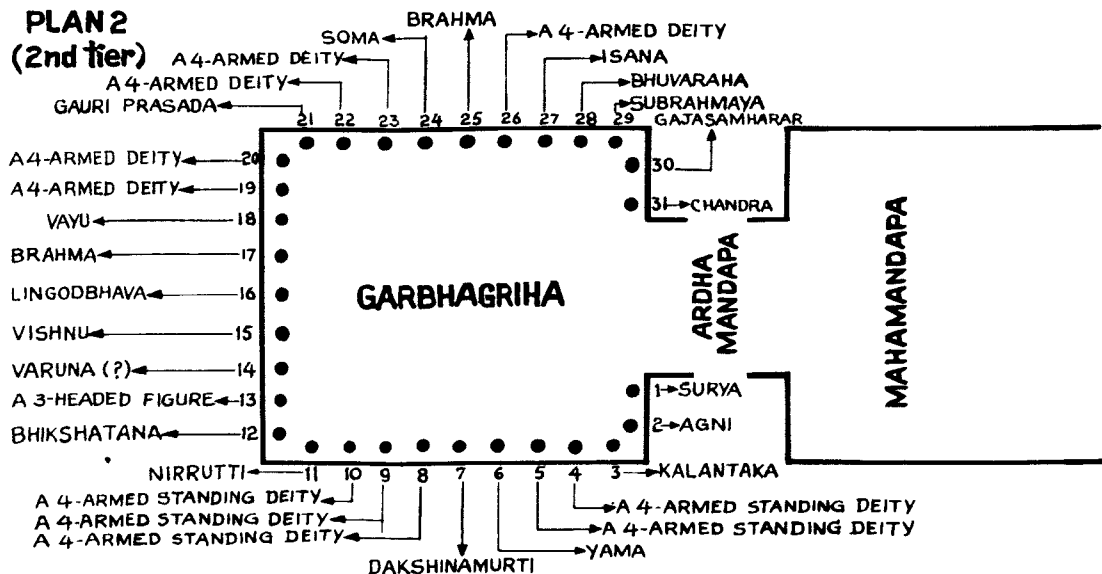 PLAN 2
(2nd tier)
BRAHMA
SOMA
A 4-ARMED DEITY
A 4-ARMED DEITY
ISANA
A 4-ARMED DEITY
BHUVARAHA
GAURI PRASADA
SUBRAHMAYA
21 22 23 24 25 26 27 28 29
GAJASAMHARAR
A 4-ARMED DEITY 20
30
A 4-ARMED DEITY 19
31 CHANDRA
VAYU 18
BRAHMA 17
LINGODBHAVA 16
GARBHAGRIHA
ARDHA
MANDAPA
MAHAMANDAPA
VISHNU 15
VARUNA (?) 14
1 SURYA
A 3-HEADED FIGURE 13
2 AGNI
BHIKSHATANA 12
NIRRUTTI
11 10 9 8 7 6 5 4 3
KALANTAKA
A 4-ARMED STANDING DEITY
A 4-ARMED STANDING DEITY
A 4-ARMED STANDING DEITY
A 4-ARMED STANDING DEITY
A 4-ARMED STANDING DEITY
YAMA
DAKSHINAMURTI